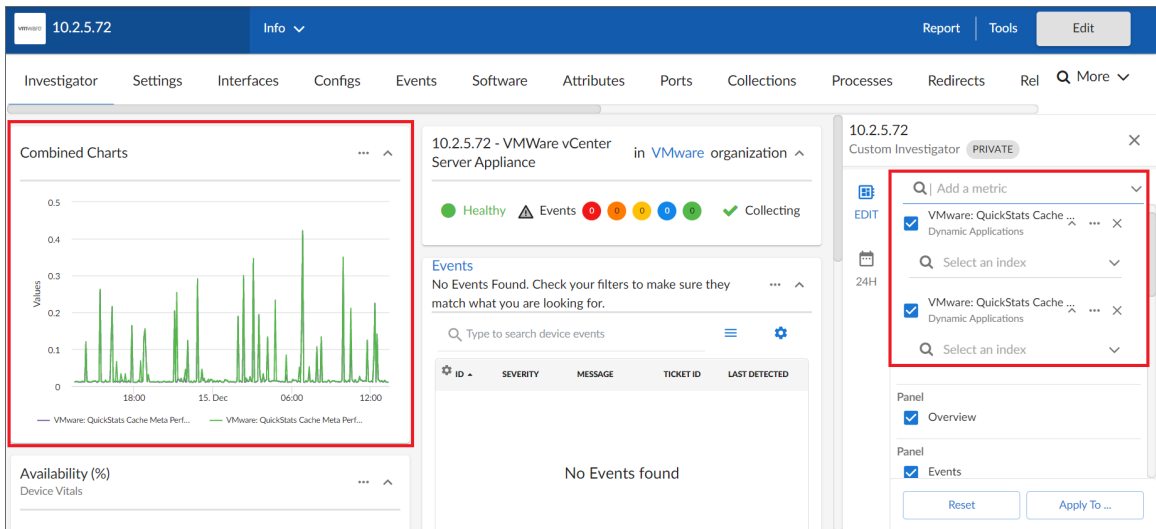 vmware 10.2.5.72 Info Report Tools Edit
Investigator Settings Interfaces Configs Events Software Attributes Ports Collections Processes Redirects Rel More
Combined Charts
0.5
0.4
0.3
0.2
0.1
0
Values
18:00 15. Dec 06:00 12:00
VMware: QuickStats Cache Meta Perf... VMware: QuickStats Cache Meta Perf...
Availability (%)
Device Vitals
10.2.5.72 - VMWare vCenter
Server Appliance
in VMware organization
Healthy Events 0 0 0 0 0 Collecting
Events
No Events Found. Check your filters to make sure they
match what you are looking for.
Type to search device events
ID SEVERITY MESSAGE TICKET ID LAST DETECTED
No Events found
10.2.5.72
Custom Investigator PRIVATE
EDIT
24H
Add a metric
VMware: QuickStats Cache ...
Dynamic Applications
Select an index
VMware: QuickStats Cache ...
Dynamic Applications
Select an index
Panel
Overview
Panel
Events
Reset Apply To ...